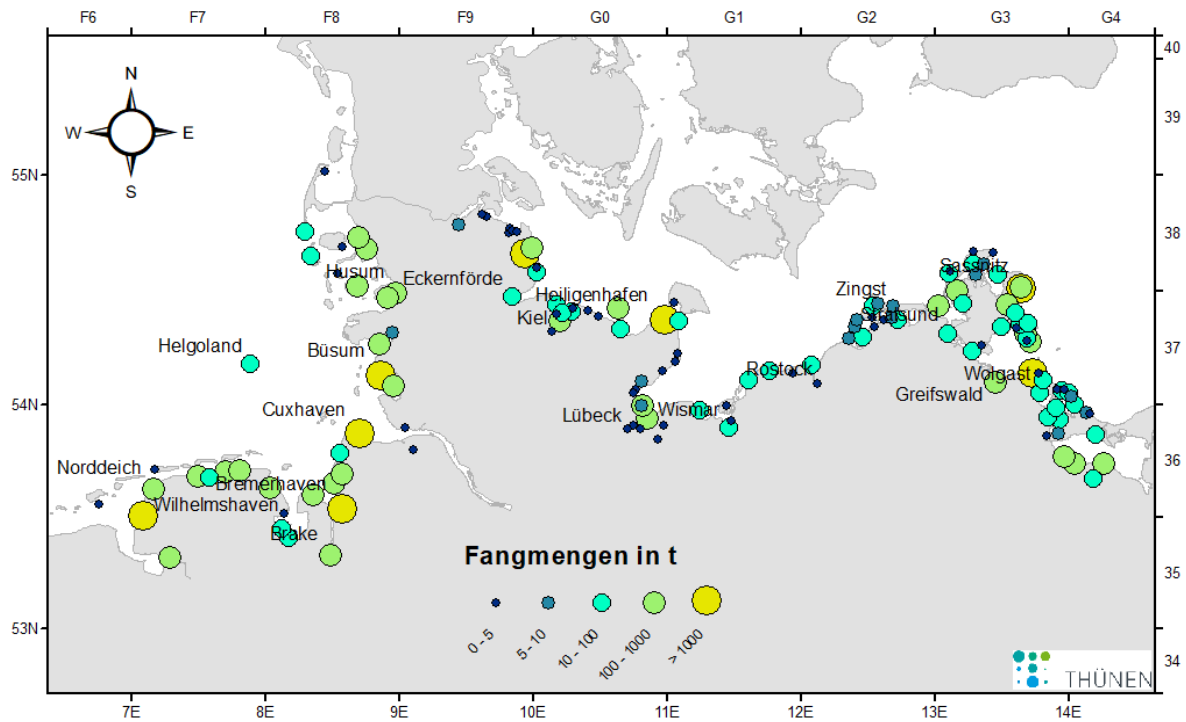 F6 F7 F8 F9 G0 G1 G2 G3 G4
40
N
39
W E
S
55N
38
Husum
Eckernförde
Sassnitz
Zingst
Heiligenhafen
Stralsund
Kiel
Helgoland
Büsum
37
Rostock
Wolgast
Greifswald
54N
Cuxhaven
Lübeck
Wismar
Norddeich
36
Bremerhaven
Wilhelmshaven
Brake
Fangmengen in t
35
0 - 5
5 - 10
10 - 100
100 - 1000
> 1000
53N
34
THÜNEN
7E 8E 9E 10E 11E 12E 13E 14E